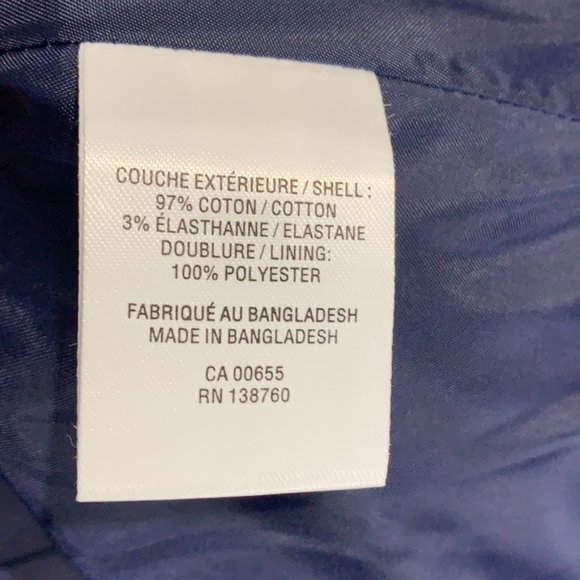 COUCHE EXTÉRIEURE / SHELL :
97% COTON / COTTON
3% ÉLASTHANNE / ELASTANE
DOUBLURE / LINING:
100% POLYESTER
FABRIQUÉ AU BANGLADESH
MADE IN BANGLADESH
CA 00655
RN 138760